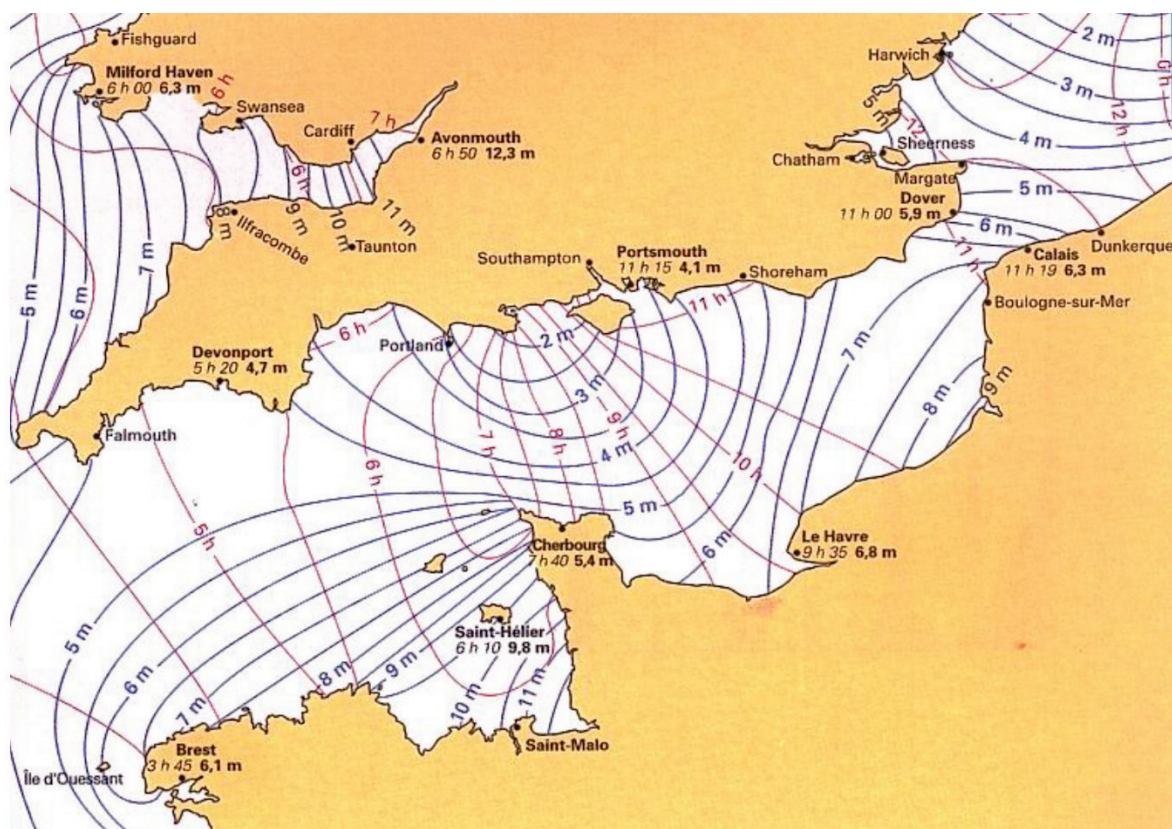 Fishguard
Milford Haven
6 h 00 6,3 m
6 h
Swansea
Cardiff
7 h
Avonmouth
6 h 50 12,3 m
6 h
8 m
Ilfracombe
9 m
10 m
11 m
Taunton
7 m
5 m
6 m
Harwich
2 m
3 m
4 m
6 h
12 h
5 m
12
Sheerness
Chatham
Margate
5 m
Dover
11 h 00 5,9 m
6 m
Dunkerque
11 h
Calais
11 h 19 6,3 m
Boulogne-sur-Mer
Southampton
Portsmouth
11 h 15 4,1 m
Shoreham
11 h
6 h
Portland
2 m
3 m
7 m
8 m
9 m
Devonport
5 h 20 4,7 m
Falmouth
7 h
8 h
9 h
4 m
6 h
10 h
5 m
5 h
6 m
Cherbourg
7 h 40 5,4 m
Le Havre
9 h 35 6,8 m
Saint-Hélier
6 h 10 9,8 m
5 m
6 m
7 m
8 m
9 m
10 m
11 m
Saint-Malo
Brest
3 h 45 6,1 m
Île d'Ouessant